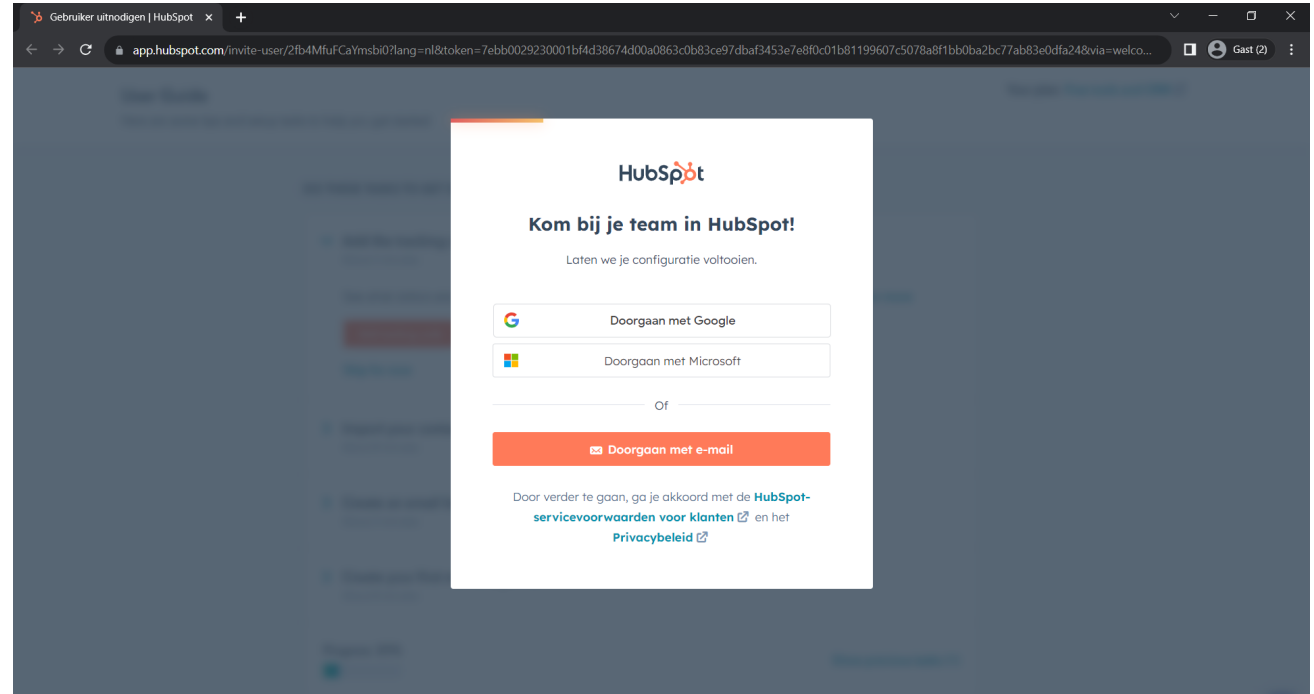 Gebruiker uitnodigen | HubSpot
app.hubspot.com/invite-user/2fb4MfuFCaYmsbi0?lang=nl&token=7ebb0029230001bf4d38674d00a0863c0b83ce97dbaf3453e7e8f0c01b81199607c5078a8f1bb0ba2bc77ab83e0dfa24&via=welco...
Gast (2)
User Guide
HubSpot
Kom bij je team in HubSpot!
Laten we je configuratie voltooien.
Doorgaan met Google
Doorgaan met Microsoft
Of
Doorgaan met e-mail
Door verder te gaan, ga je akkoord met de HubSpot-
servicevoorwaarden voor klanten en het
Privacybeleid